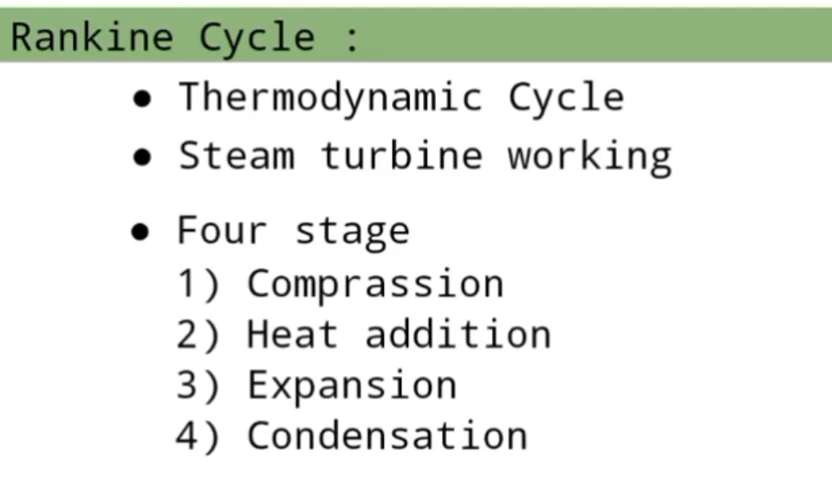 Rankine Cycle :
● Thermodynamic Cycle
● Steam turbine working
● Four stage
1) Comprassion
2) Heat addition
3) Expansion
4) Condensation